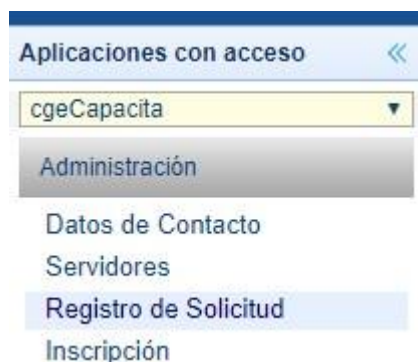 Aplicaciones con acceso
cgeCapacita
Administración
Datos de Contacto
Servidores
Registro de Solicitud
Inscripción